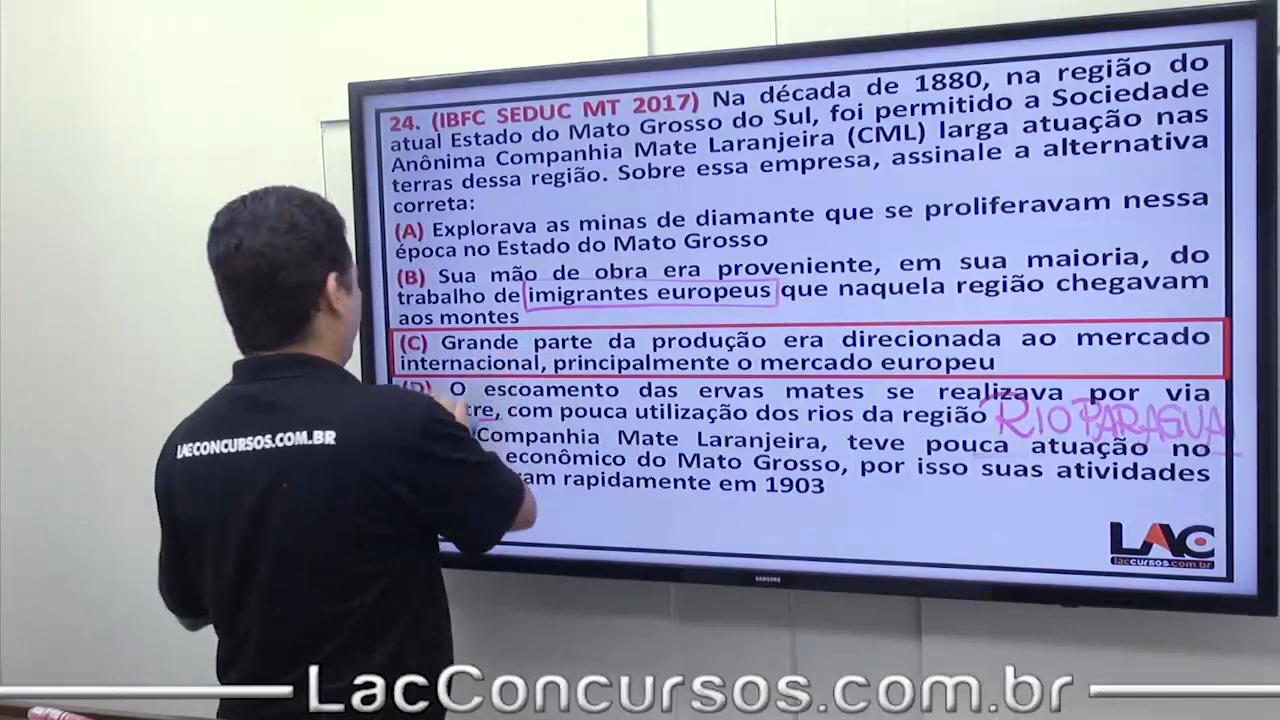 24. (IBFC SEDUC MT 2017) Na década de 1880, na região do
atual Estado do Mato Grosso do Sul, foi permitido a Sociedade
Anônima Companhia Mate Laranjeira (CML) larga atuação nas
terras dessa região. Sobre essa empresa, assinale a alternativa
correta:
(A) Explorava as minas de diamante que se proliferavam nessa
época no Estado do Mato Grosso
(B) Sua mão de obra era proveniente, em sua maioria, do
trabalho de imigrantes europeus que naquela região chegavam
aos montes
(C) Grande parte da produção era direcionada ao mercado
internacional, principalmente o mercado europeu
(D) O escoamento das ervas mates se realizava por via
tre, com pouca utilização dos rios da região RIO PARAGUA
Companhia Mate Laranjeira, teve pouca atuação no
econômico do Mato Grosso, por isso suas atividades
ram rapidamente em 1903
LAC
laccursos.com.br
SAMSUNG
LACCONCURSOS.COM.BR
LacConcursos.com.br